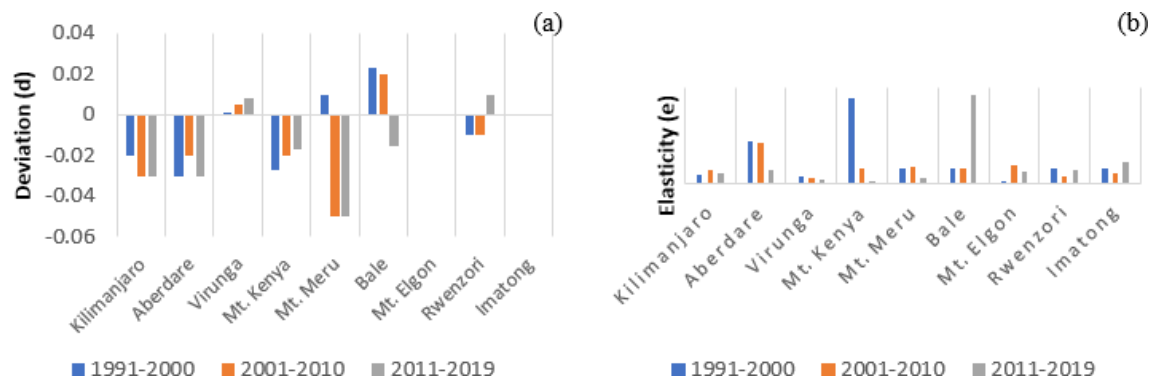 (a)
Deviation (d)
0.04
0.02
0
-0.02
-0.04
-0.06
Kilimanjaro
Aberdare
Virunga
Mt. Kenya
Mt. Meru
Bale
Mt. Elgon
Rwenzori
Imatong
1991-2000 2001-2010 2011-2019
(b)
Elasticity (e)
Kilimanjaro
Aberdare
Virunga
Mt. Kenya
Mt. Meru
Bale
Mt. Elgon
Rwenzori
Imatong
1991-2000 2001-2010 2011-2019